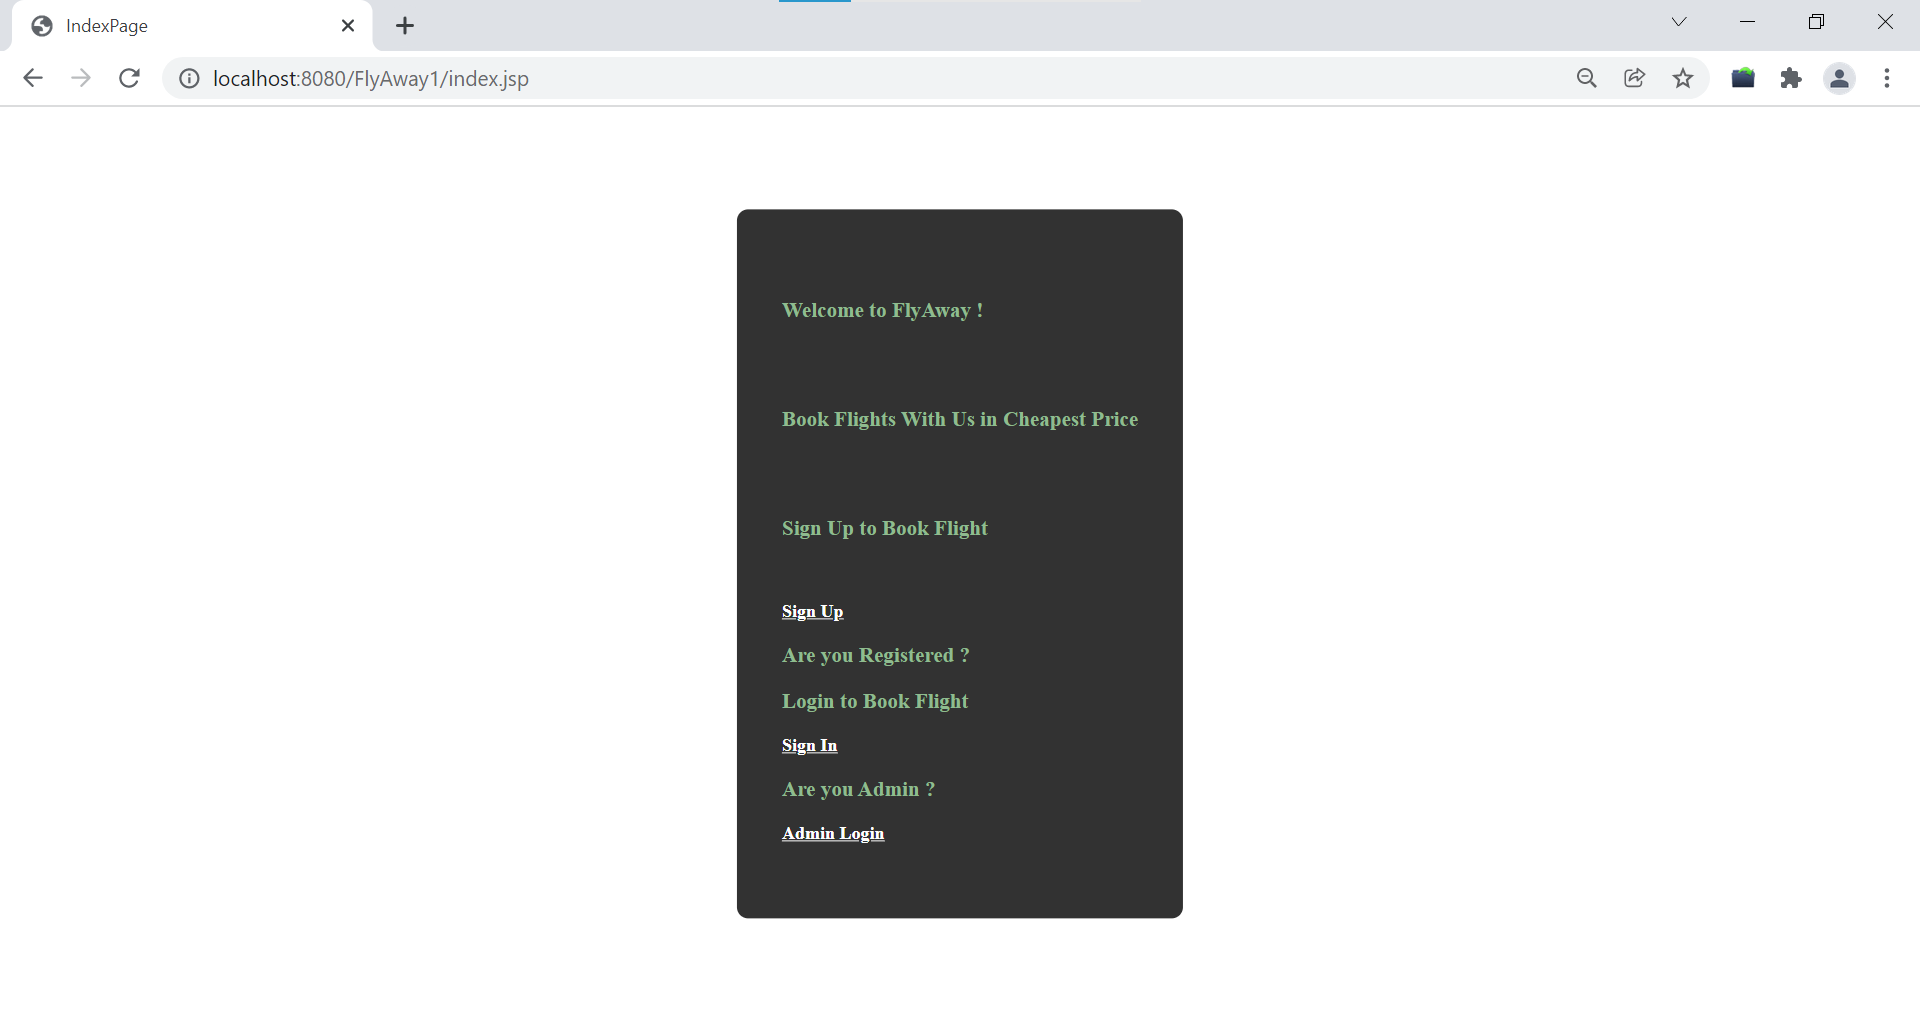 IndexPage
localhost:8080/FlyAway1/index.jsp
Welcome to FlyAway !
Book Flights With Us in Cheapest Price
Sign Up to Book Flight
Sign Up
Are you Registered ?
Login to Book Flight
Sign In
Are you Admin ?
Admin Login